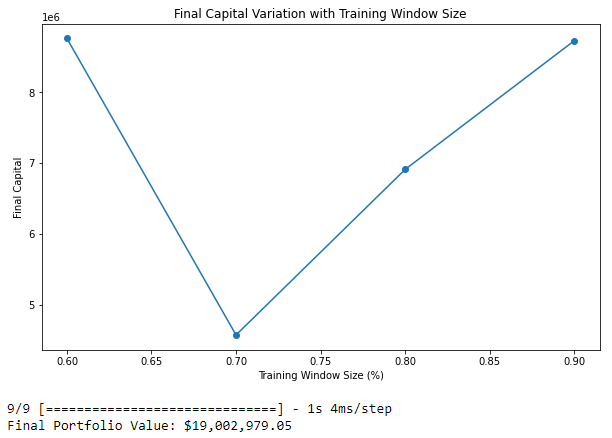 Final Capital Variation with Training Window Size
1e6
8
7
6
5
Final Capital
0.60 0.65 0.70 0.75 0.80 0.85 0.90
Training Window Size (%)
9/9 [==============================] - 1s 4ms/step
Final Portfolio Value: $19,002,979.05